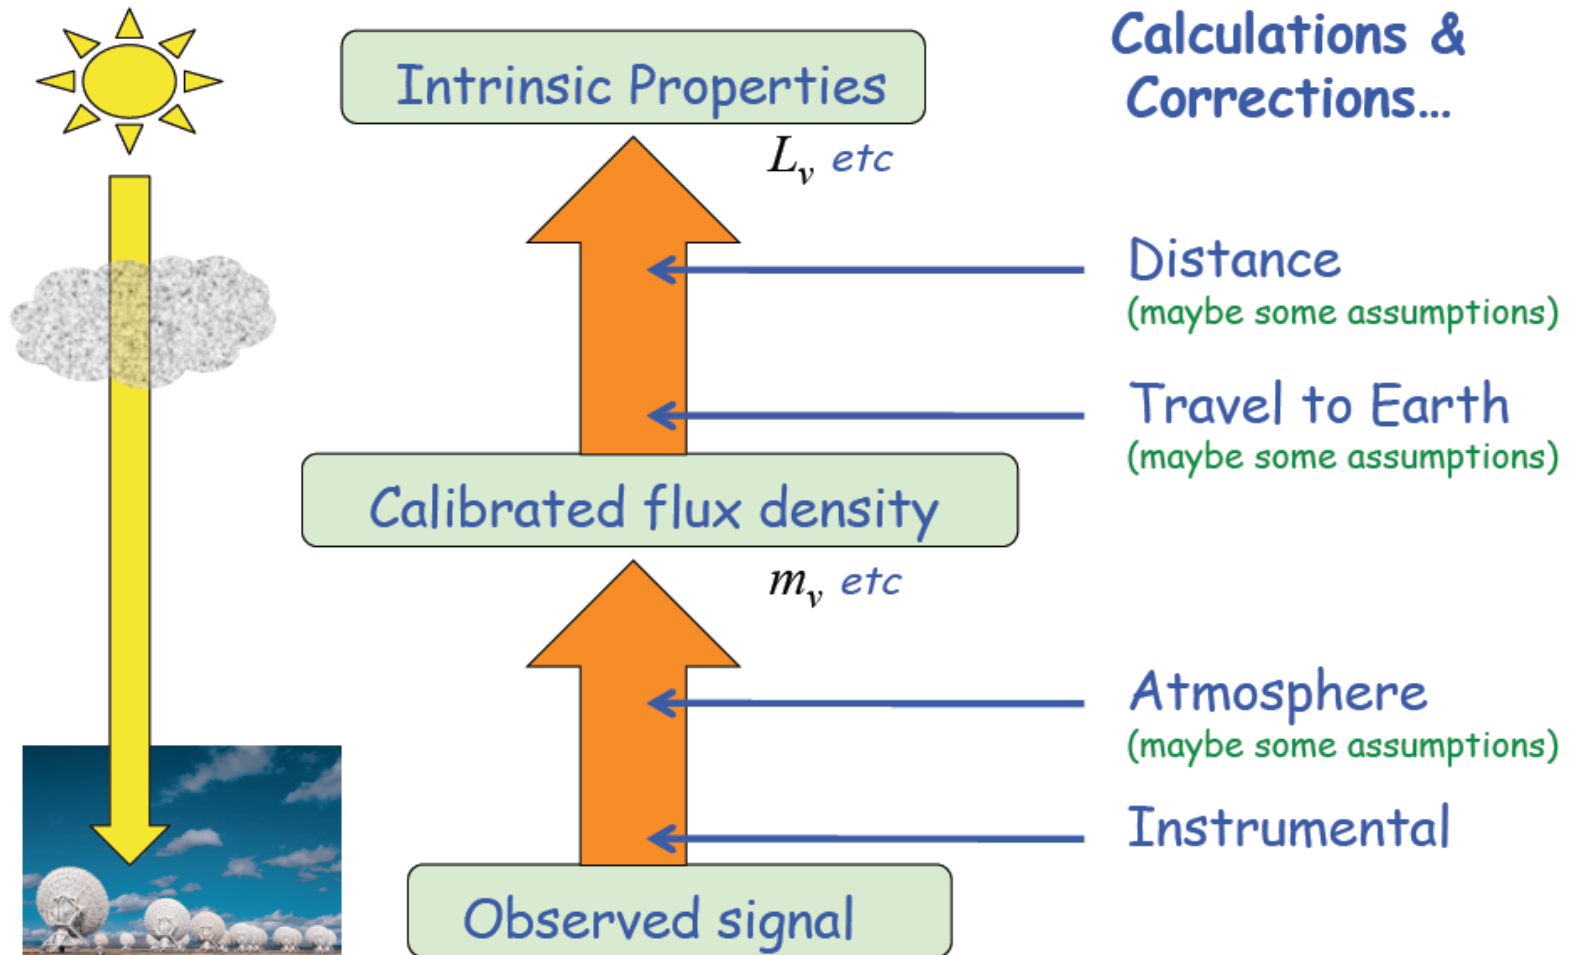 Calculations &
Corrections...
Intrinsic Properties
Lν etc
Distance
(maybe some assumptions)
Travel to Earth
(maybe some assumptions)
Calibrated flux density
mν etc
Atmosphere
(maybe some assumptions)
Instrumental
Observed signal